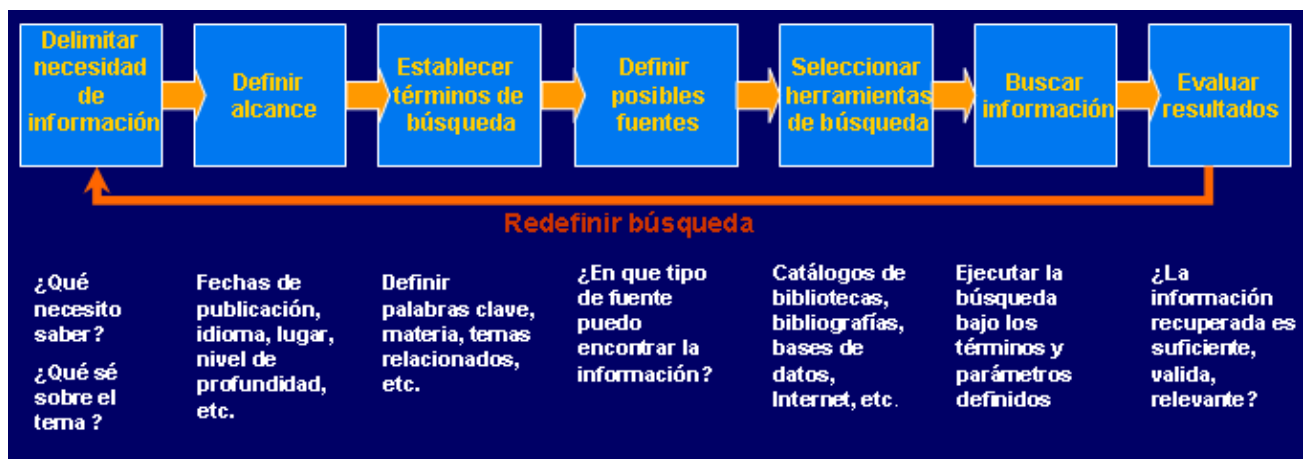 Delimitar
necesidad
de
información
Definir
alcance
Establecer
términos de
búsqueda
Definir
posibles
fuentes
Seleccionar
herramientas
de búsqueda
Buscar
información
Evaluar
resultados
Redefinir búsqueda
¿Qué
necesito
saber?
¿Qué sé
sobre el
tema ?
Fechas de
publicación,
idioma, lugar,
nivel de
profundidad,
etc.
Definir
palabras clave,
materia, temas
relacionados,
etc.
¿En que tipo
de fuente
puedo
encontrar la
información?
Catálogos de
bibliotecas,
bibliografías,
bases de
datos,
Internet, etc.
Ejecutar la
búsqueda
bajo los
términos y
parámetros
definidos
¿La
información
recuperada es
suficiente,
valida,
relevante?